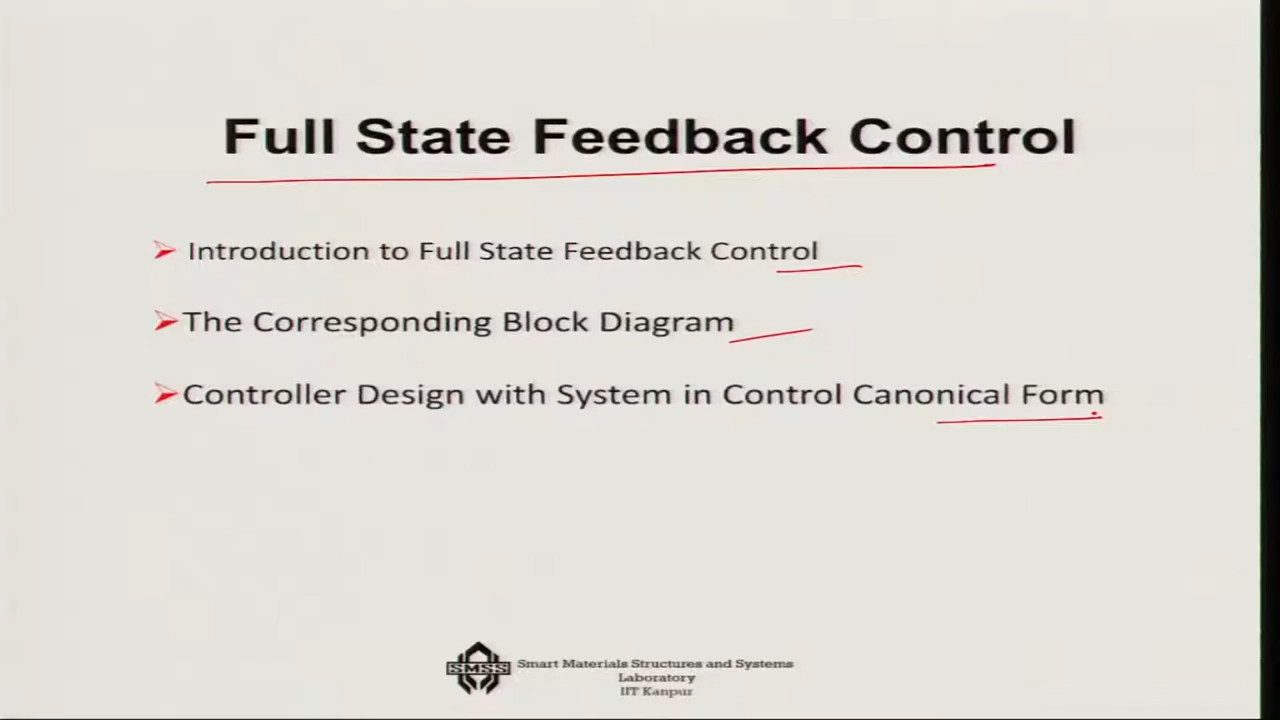 Full State Feedback Control
Introduction to Full State Feedback Control
The Corresponding Block Diagram
Controller Design with System in Control Canonical Form
SMSS
Smart Materials Structures and Systems
Laboratory
IIT Kanpur